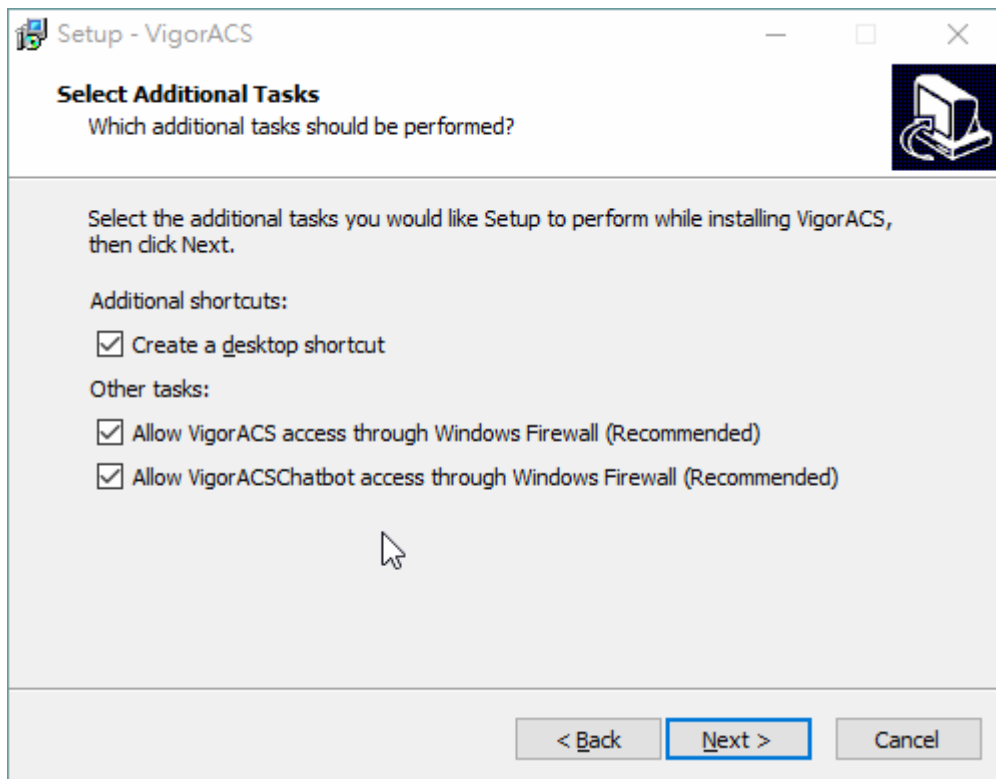 Setup - VigorACS
Select Additional Tasks
Which additional tasks should be performed?
Select the additional tasks you would like Setup to perform while installing VigorACS,
then click Next.
Additional shortcuts:
Create a desktop shortcut
Other tasks:
Allow VigorACS access through Windows Firewall (Recommended)
Allow VigorACSChatbot access through Windows Firewall (Recommended)
< Back
Next >
Cancel